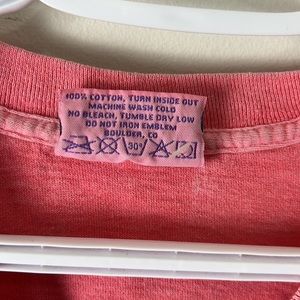 100% COTTON, TURN INSIDE OUT
MACHINE WASH COLD
NO BLEACH, TUMBLE DRY LOW
DO NOT IRON EMBLEM
BOULDER, CO
30°